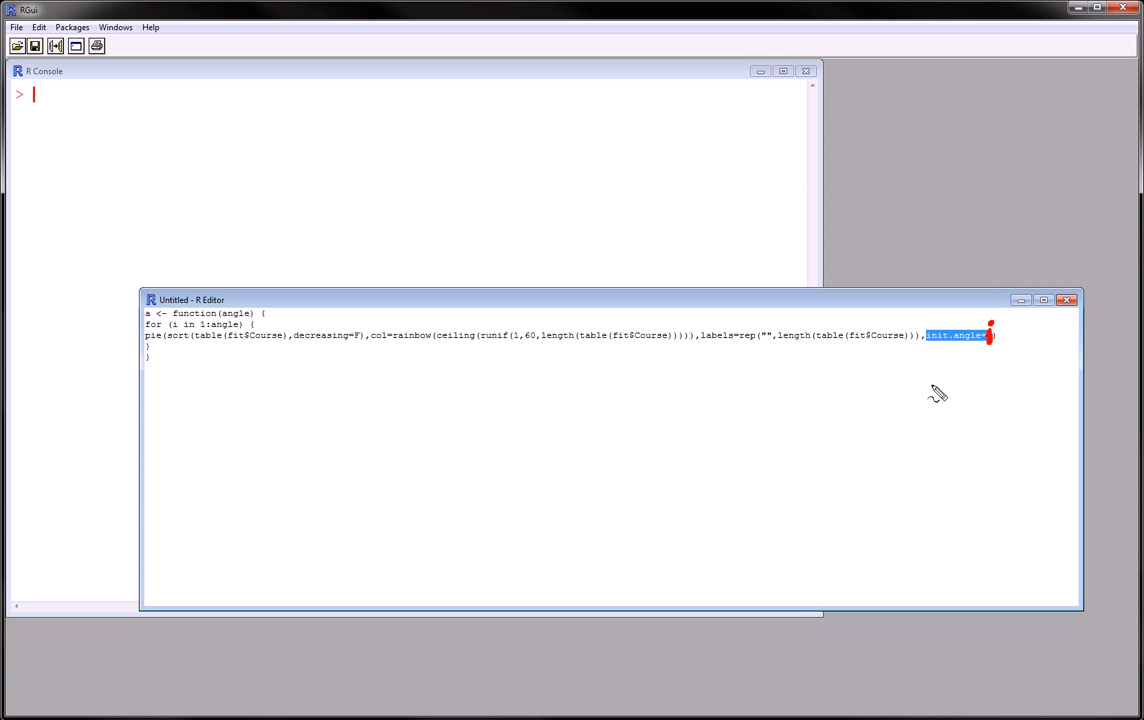 RGui
File Edit Packages Windows Help
R Console
>
Untitled - R Editor
a <- function(angle) {
for (i in 1:angle) {
pie(sort(table(fit$Course),decreasing=F),col=rainbow(ceiling(runif(1,60,length(table(fit$Course))))),labels=rep("",length(table(fit$Course))),init.angle=i)
}
}